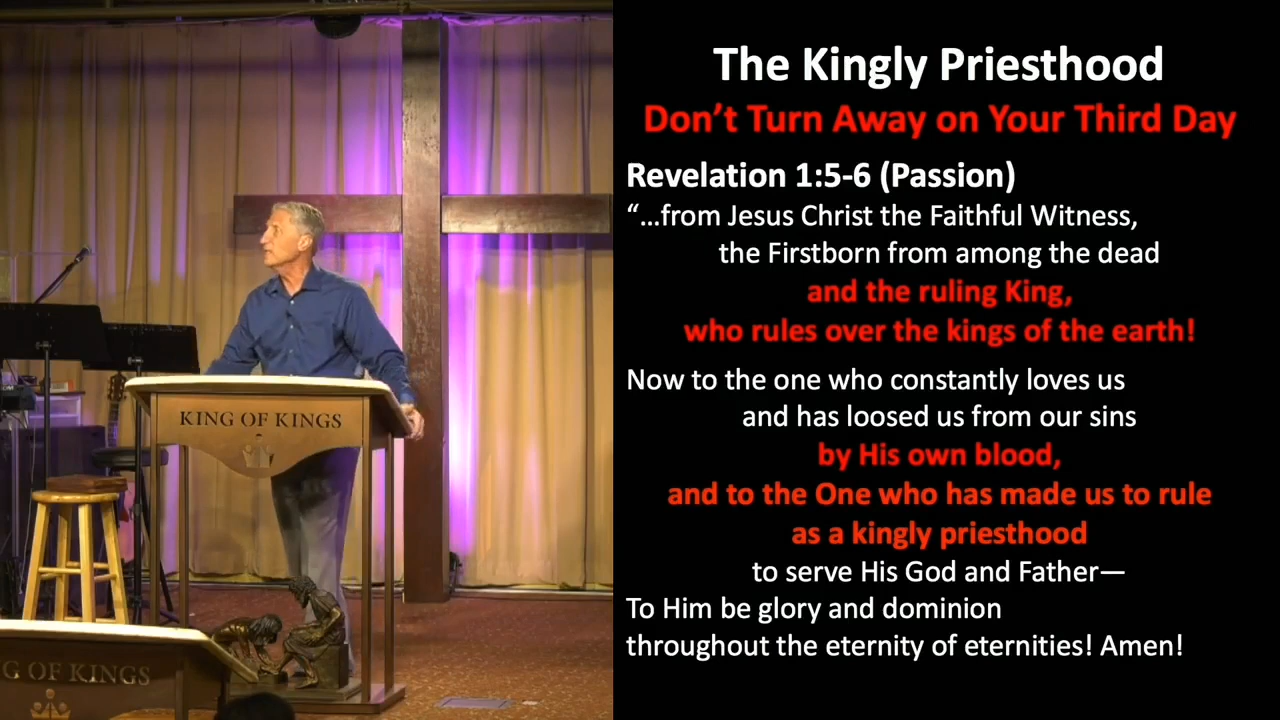 KING OF KINGS
G OF KINGS
The Kingly Priesthood
Don’t Turn Away on Your Third Day
Revelation 1:5-6 (Passion)
“…from Jesus Christ the Faithful Witness,
the Firstborn from among the dead
and the ruling King,
who rules over the kings of the earth!
Now to the one who constantly loves us
and has loosed us from our sins
by His own blood,
and to the One who has made us to rule
as a kingly priesthood
to serve His God and Father—
To Him be glory and dominion
throughout the eternity of eternities! Amen!